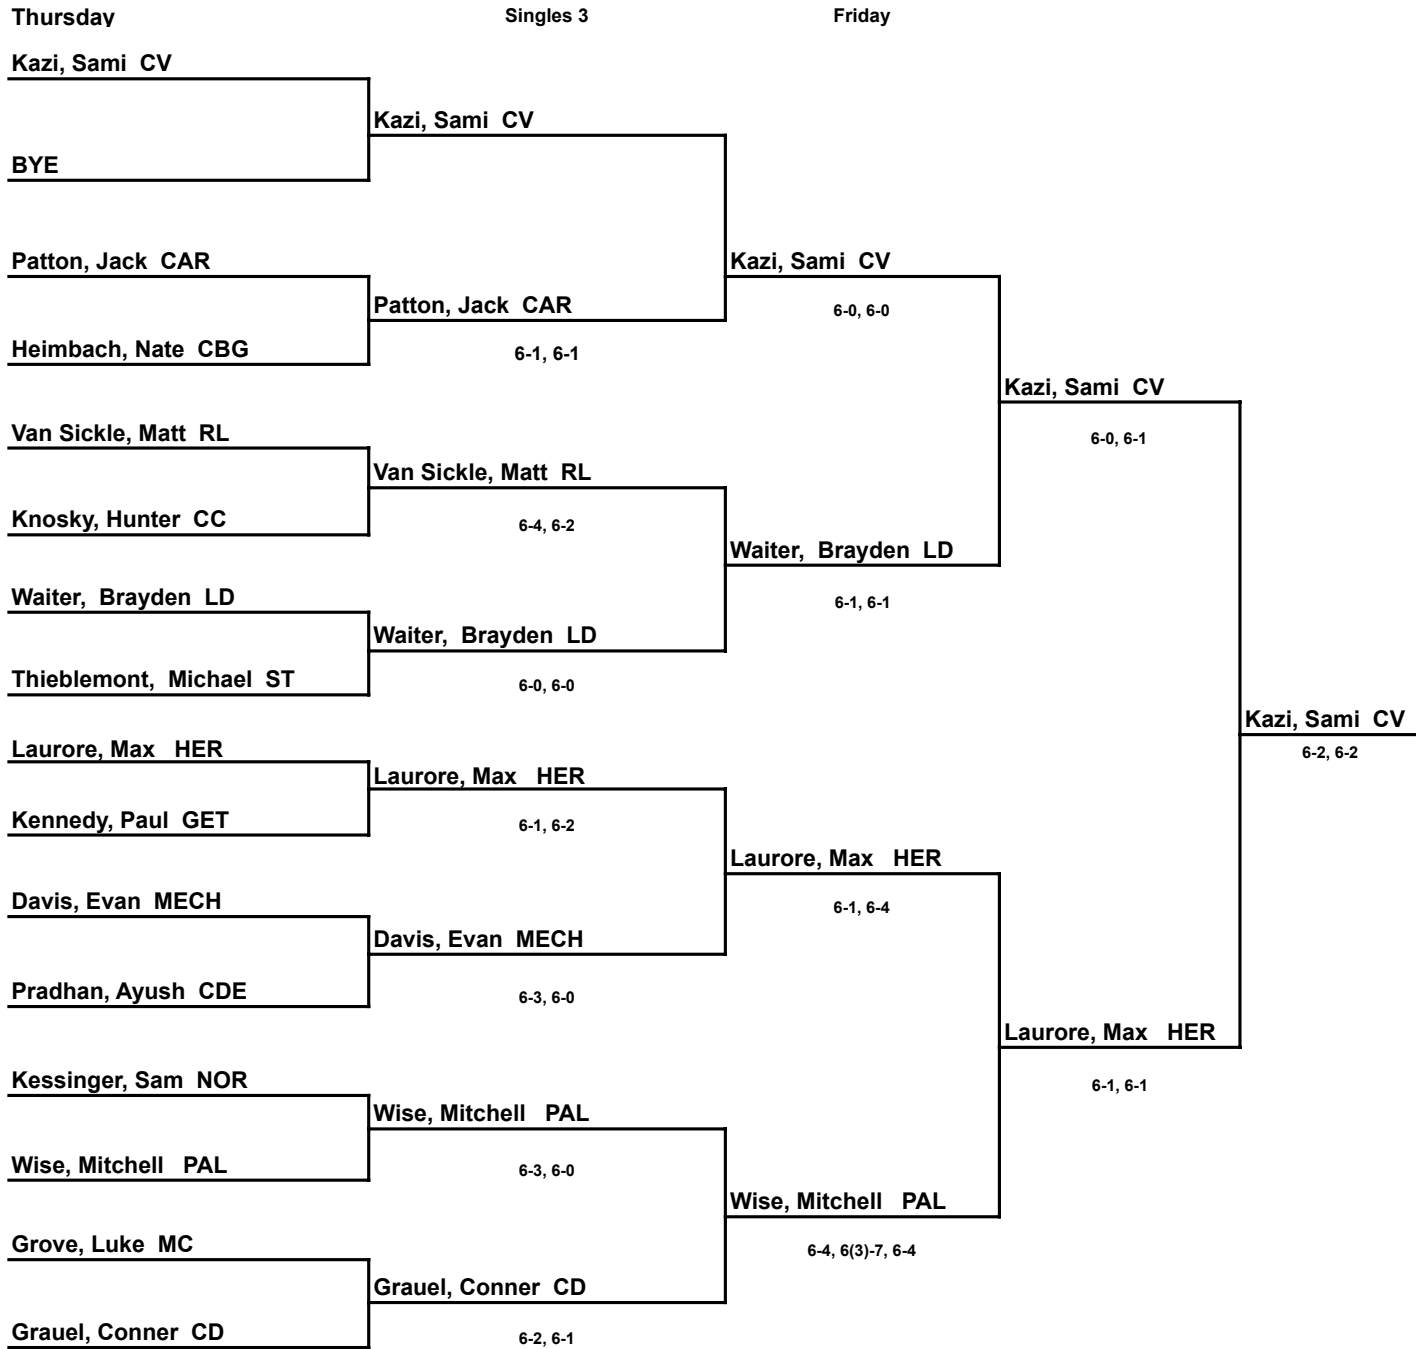 Thursday Singles 3 Friday
Kazi, Sami  CV
Kazi, Sami  CV
BYE
Patton, Jack  CAR
Kazi, Sami  CV
Patton, Jack  CAR
6-0, 6-0
Heimbach, Nate  CBG
6-1, 6-1
Kazi, Sami  CV
Van Sickle, Matt  RL
6-0, 6-1
Van Sickle, Matt  RL
Knosky, Hunter  CC
6-4, 6-2
Waiter,  Brayden  LD
Waiter,  Brayden  LD
6-1, 6-1
Waiter,  Brayden  LD
Thieblemont,  Michael  ST
6-0, 6-0
Kazi, Sami  CV
Laurore, Max   HER
6-2, 6-2
Laurore, Max   HER
Kennedy, Paul  GET
6-1, 6-2
Laurore, Max   HER
Davis, Evan  MECH
6-1, 6-4
Davis, Evan  MECH
Pradhan, Ayush  CDE
6-3, 6-0
Laurore, Max   HER
Kessinger, Sam  NOR
6-1, 6-1
Wise, Mitchell   PAL
Wise, Mitchell   PAL
6-3, 6-0
Wise, Mitchell   PAL
Grove, Luke  MC
6-4, 6(3)-7, 6-4
Grauel, Conner  CD
Grauel, Conner  CD
6-2, 6-1